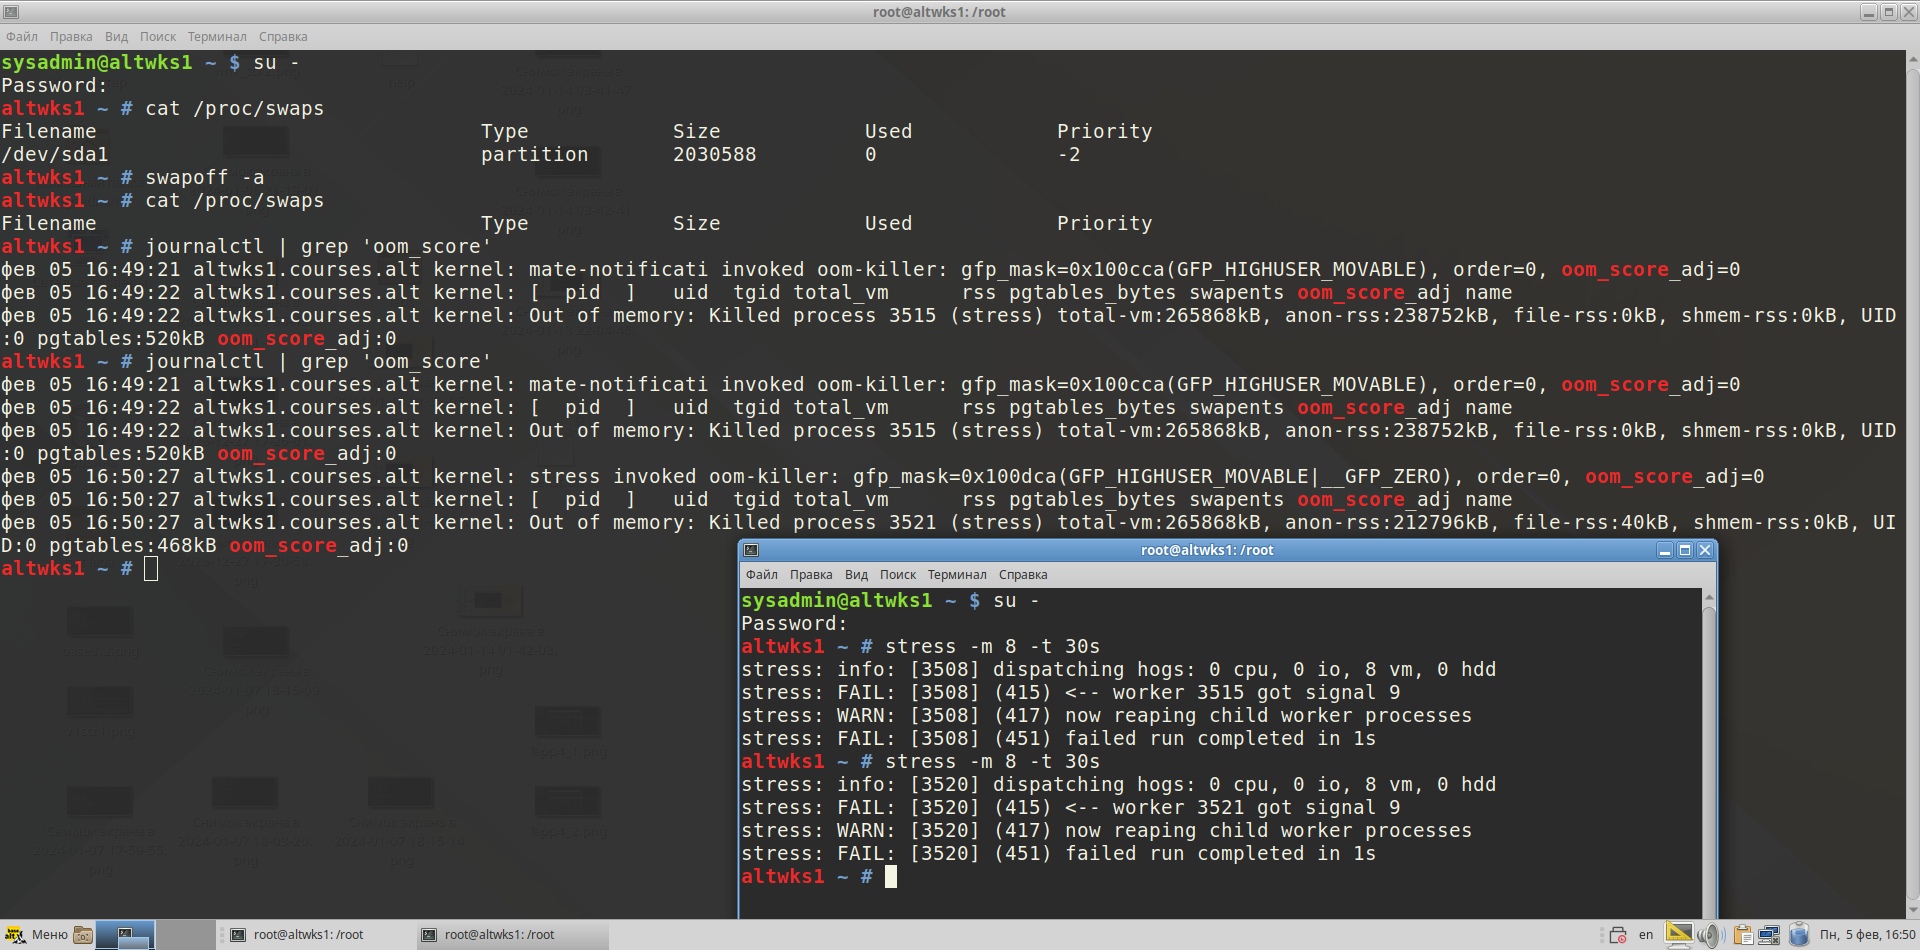 root@altwks1: /root
Файл Правка Вид Поиск Терминал Справка
sysadmin@altwks1 ~ $ su -
Password:
altwks1 ~ # cat /proc/swaps
Filename Type Size Used Priority
/dev/sda1 partition 2030588 0 -2
altwks1 ~ # swapoff -a
altwks1 ~ # cat /proc/swaps
Filename Type Size Used Priority
altwks1 ~ # journalctl | grep 'oom_score'
фев 05 16:49:21 altwks1.courses.alt kernel: mate-notificati invoked oom-killer: gfp_mask=0x100cca(GFP_HIGHUSER_MOVABLE), order=0, oom_score_adj=0
фев 05 16:49:22 altwks1.courses.alt kernel: [ pid ] uid tgid total_vm rss pgtables_bytes swapents oom_score_adj name
фев 05 16:49:22 altwks1.courses.alt kernel: Out of memory: Killed process 3515 (stress) total-vm:265868kB, anon-rss:238752kB, file-rss:0kB, shmem-rss:0kB, UID
:0 pgtables:520kB oom_score_adj:0
altwks1 ~ # journalctl | grep 'oom_score'
фев 05 16:49:21 altwks1.courses.alt kernel: mate-notificati invoked oom-killer: gfp_mask=0x100cca(GFP_HIGHUSER_MOVABLE), order=0, oom_score_adj=0
фев 05 16:49:22 altwks1.courses.alt kernel: [ pid ] uid tgid total_vm rss pgtables_bytes swapents oom_score_adj name
фев 05 16:49:22 altwks1.courses.alt kernel: Out of memory: Killed process 3515 (stress) total-vm:265868kB, anon-rss:238752kB, file-rss:0kB, shmem-rss:0kB, UID
:0 pgtables:520kB oom_score_adj:0
фев 05 16:50:27 altwks1.courses.alt kernel: stress invoked oom-killer: gfp_mask=0x100dca(GFP_HIGHUSER_MOVABLE|__GFP_ZERO), order=0, oom_score_adj=0
фев 05 16:50:27 altwks1.courses.alt kernel: [ pid ] uid tgid total_vm rss pgtables_bytes swapents oom_score_adj name
фев 05 16:50:27 altwks1.courses.alt kernel: Out of memory: Killed process 3521 (stress) total-vm:265868kB, anon-rss:212796kB, file-rss:40kB, shmem-rss:0kB, UI
D:0 pgtables:468kB oom_score_adj:0
altwks1 ~ #
root@altwks1: /root
Файл Правка Вид Поиск Терминал Справка
sysadmin@altwks1 ~ $ su -
Password:
altwks1 ~ # stress -m 8 -t 30s
stress: info: [3508] dispatching hogs: 0 cpu, 0 io, 8 vm, 0 hdd
stress: FAIL: [3508] (415) <-- worker 3515 got signal 9
stress: WARN: [3508] (417) now reaping child worker processes
stress: FAIL: [3508] (451) failed run completed in 1s
altwks1 ~ # stress -m 8 -t 30s
stress: info: [3520] dispatching hogs: 0 cpu, 0 io, 8 vm, 0 hdd
stress: FAIL: [3520] (415) <-- worker 3521 got signal 9
stress: WARN: [3520] (417) now reaping child worker processes
stress: FAIL: [3520] (451) failed run completed in 1s
altwks1 ~ #
Меню root@altwks1: /root root@altwks1: /root en Пн, 5 фев, 16:50